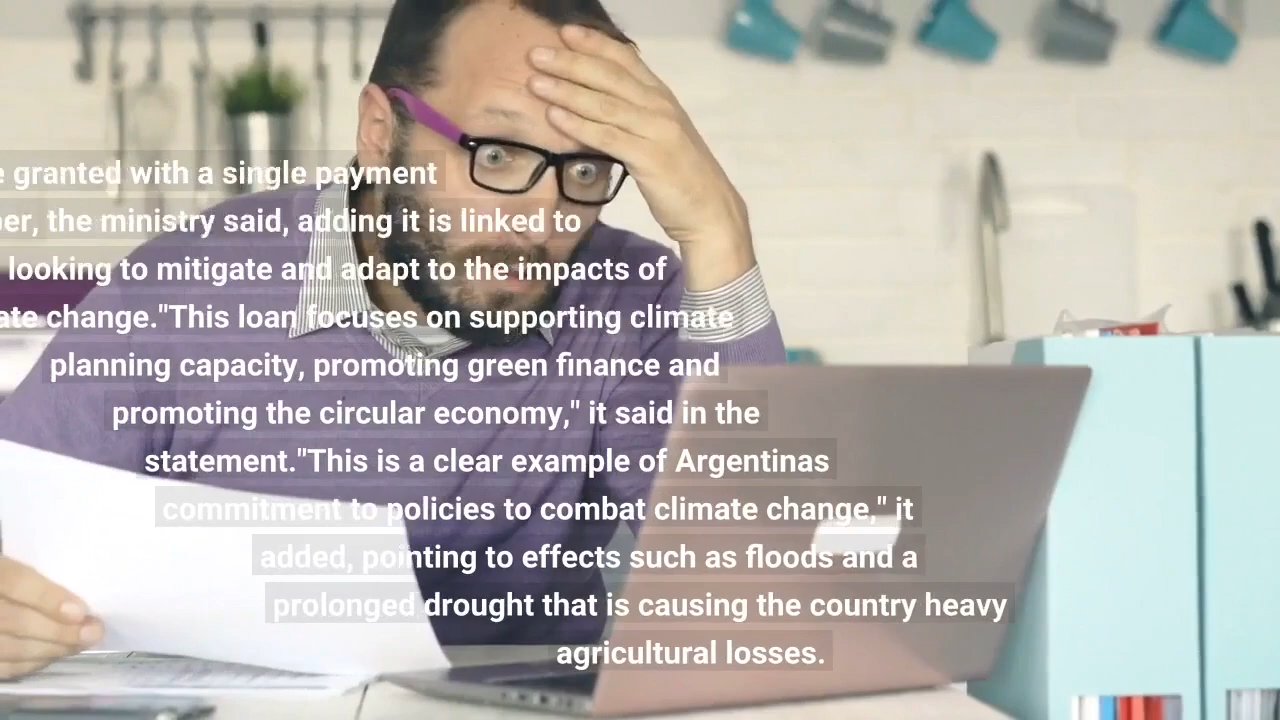 granted with a single payment
the ministry said, adding it is linked to
looking to mitigate and adapt to the impacts of
change."This loan focuses on supporting climate
planning capacity, promoting green finance and
promoting the circular economy," it said in the
statement."This is a clear example of Argentinas
commitment to policies to combat climate change," it
added, pointing to effects such as floods and a
prolonged drought that is causing the country heavy
agricultural losses.